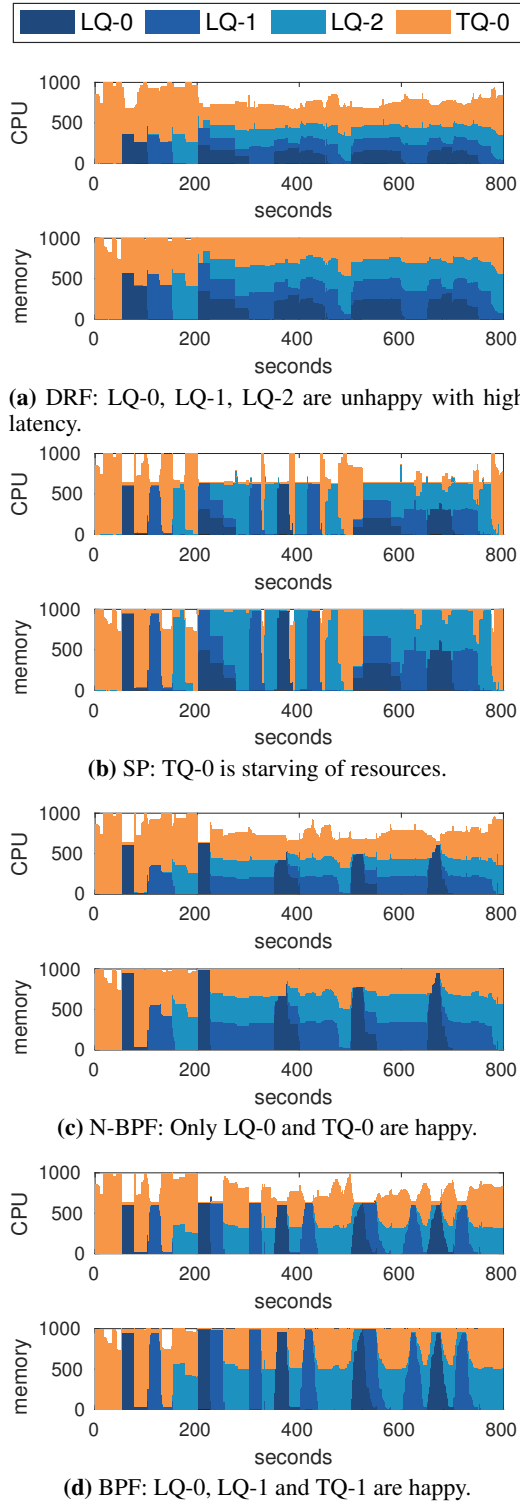 LQ-0 LQ-1 LQ-2 TQ-0
1000
500
0
CPU
0 200 400 600 800
seconds
1000
500
0
memory
0 200 400 600 800
seconds
(a) DRF: LQ-0, LQ-1, LQ-2 are unhappy with high
latency.
1000
500
0
CPU
0 200 400 600 800
seconds
1000
500
0
memory
0 200 400 600 800
seconds
(b) SP: TQ-0 is starving of resources.
1000
500
0
CPU
0 200 400 600 800
seconds
1000
500
0
memory
0 200 400 600 800
seconds
(c) N-BPF: Only LQ-0 and TQ-0 are happy.
1000
500
0
CPU
0 200 400 600 800
seconds
1000
500
0
memory
0 200 400 600 800
seconds
(d) BPF: LQ-0, LQ-1 and TQ-1 are happy.